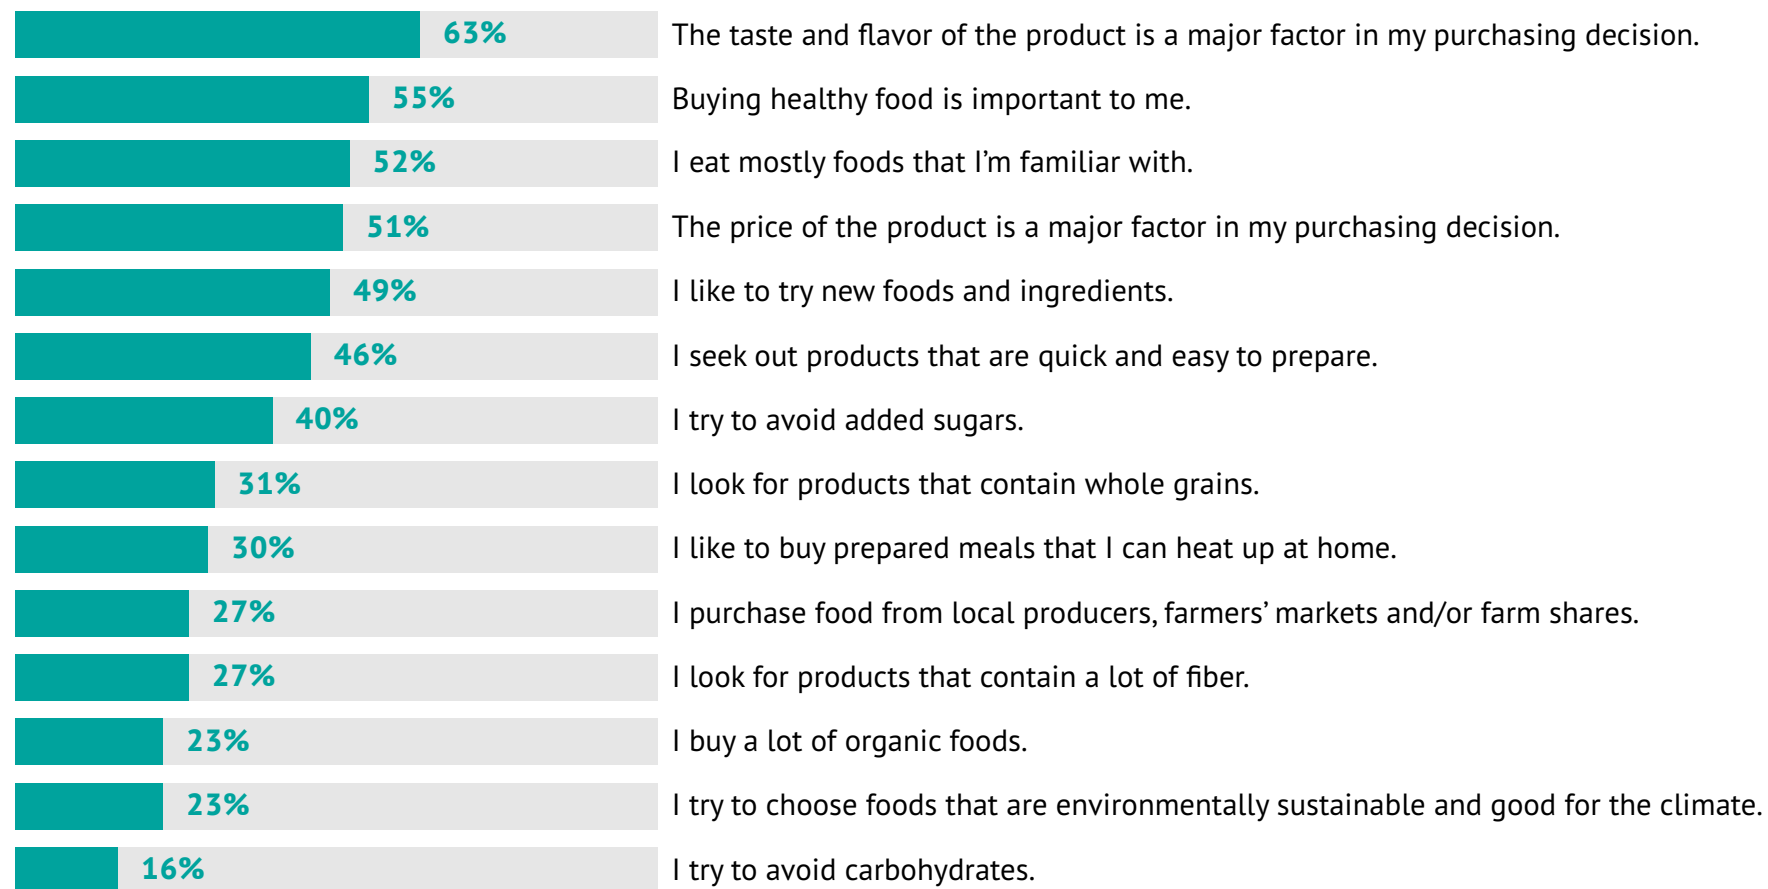 63% The taste and flavor of the product is a major factor in my purchasing decision.
55% Buying healthy food is important to me.
52% I eat mostly foods that I’m familiar with.
51% The price of the product is a major factor in my purchasing decision.
49% I like to try new foods and ingredients.
46% I seek out products that are quick and easy to prepare.
40% I try to avoid added sugars.
31% I look for products that contain whole grains.
30% I like to buy prepared meals that I can heat up at home.
27% I purchase food from local producers, farmers’ markets and/or farm shares.
27% I look for products that contain a lot of fiber.
23% I buy a lot of organic foods.
23% I try to choose foods that are environmentally sustainable and good for the climate.
16% I try to avoid carbohydrates.